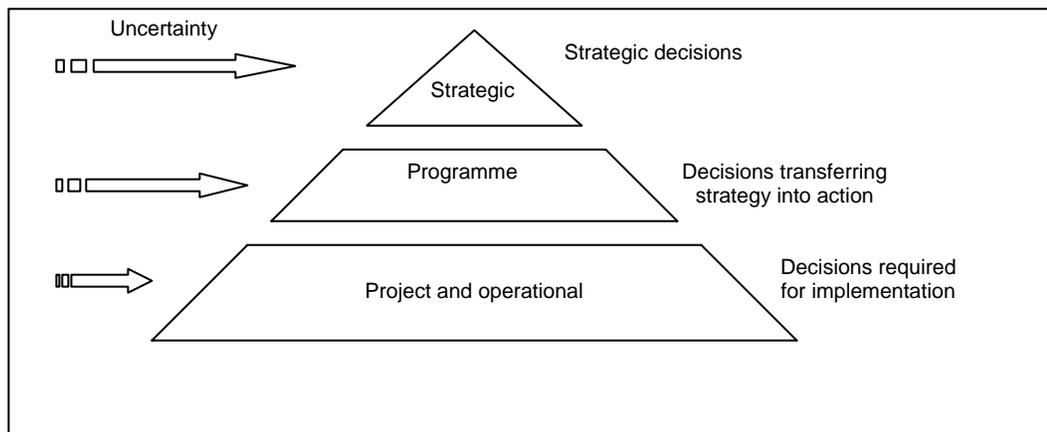 Uncertainty
Strategic decisions
Strategic
Programme
Decisions transferring
strategy into action
Project and operational
Decisions required
for implementation